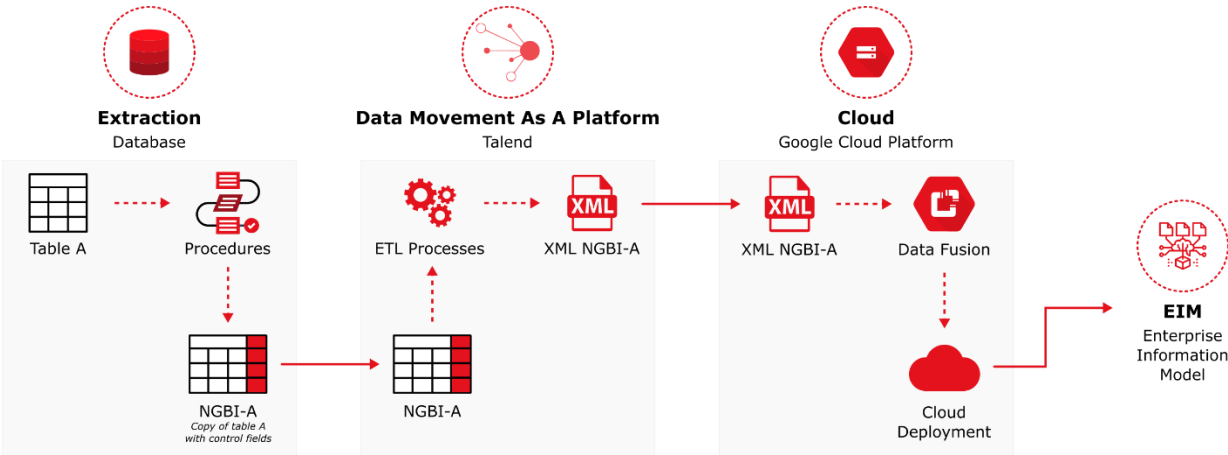 Extraction
Database
Table A
Procedures
NGBI-A
Copy of table A
with control fields
Data Movement As A Platform
Talend
ETL Processes
XML
XML NGBI-A
NGBI-A
Cloud
Google Cloud Platform
XML
XML NGBI-A
Data Fusion
Cloud
Deployment
EIM
Enterprise
Information
Model